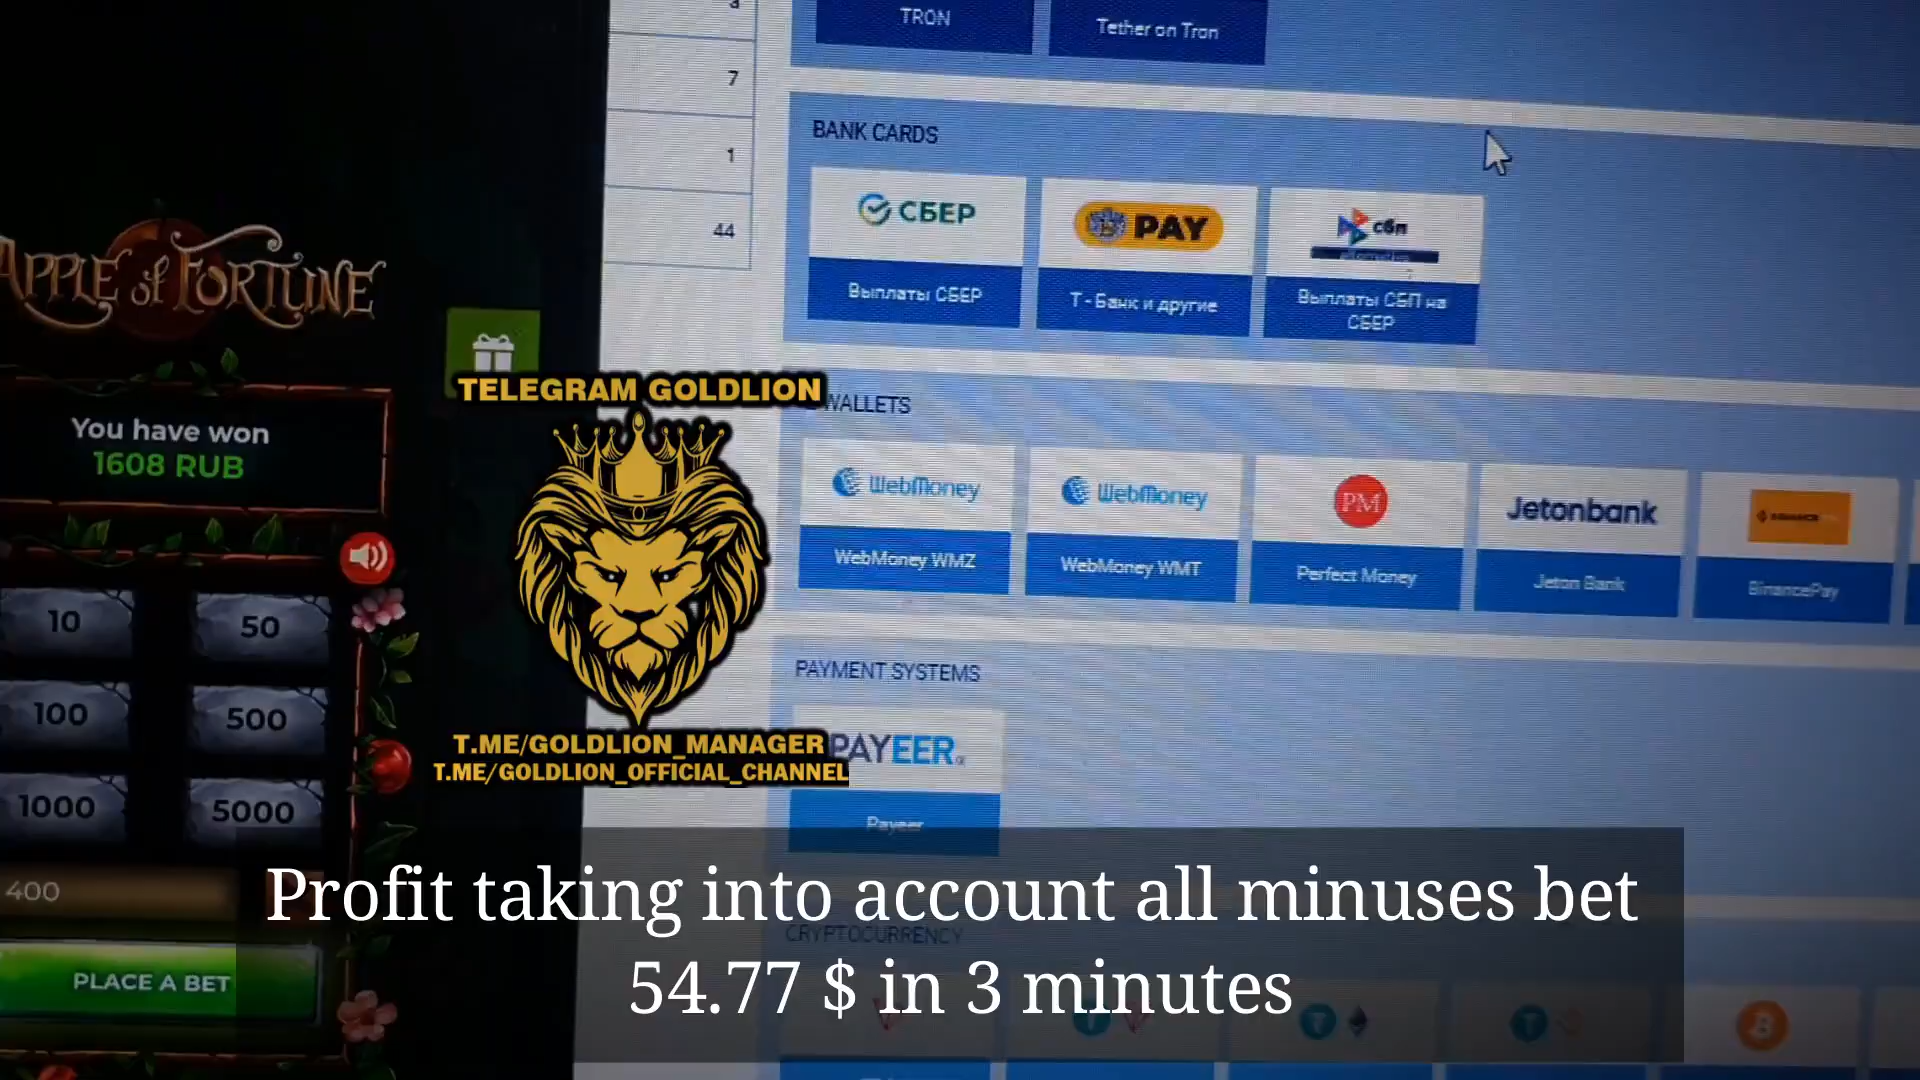 TRON
Tether on Tron
7
1
44
BANK CARDS
СБЕР
PAY
сбп
Выплаты СБЕР
Т - Банк и другие
Выплаты СБП на
СБЕР
APPLE of FORTUNE
You have won
1608 RUB
TELEGRAM GOLDLION
WALLETS
WebMoney
WebMoney
PM
Jetonbank
WebMoney WMZ
WebMoney WMT
Perfect Money
Jeton Bank
BinancePay
10
50
100
500
1000
5000
400
PLACE A BET
PAYMENT SYSTEMS
T.ME/GOLDLION_MANAGER
T.ME/GOLDLION_OFFICIAL_CHANNEL
PAYEER
Payeer
CRYPTOCURRENCY
Profit taking into account all minuses bet
54.77 $ in 3 minutes